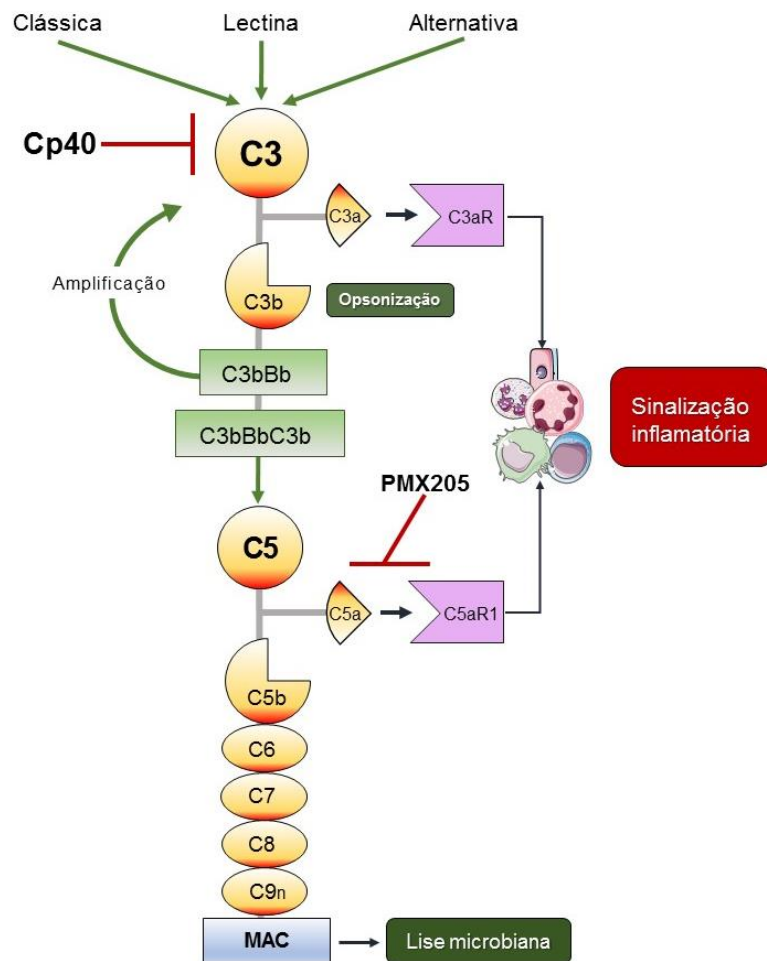 Clássica
Lectina
Alternativa
Cp40
C3
C3a
C3aR
Amplificação
C3b
Opsonização
C3bBb
C3bBbC3b
Sinalização
inflamatória
PMX205
C5
C5a
C5aR1
C5b
C6
C7
C8
C9n
MAC
Lise microbiana